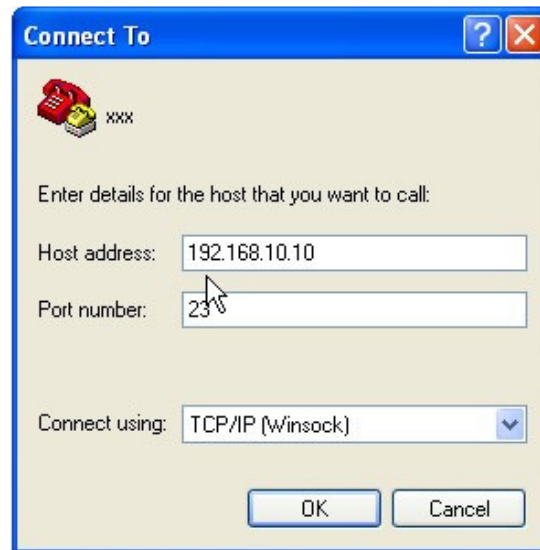 Connect To
xxx
Enter details for the host that you want to call:
Host address: 192.168.10.10
Port number: 23
Connect using: TCP/IP (Winsock)
OK Cancel